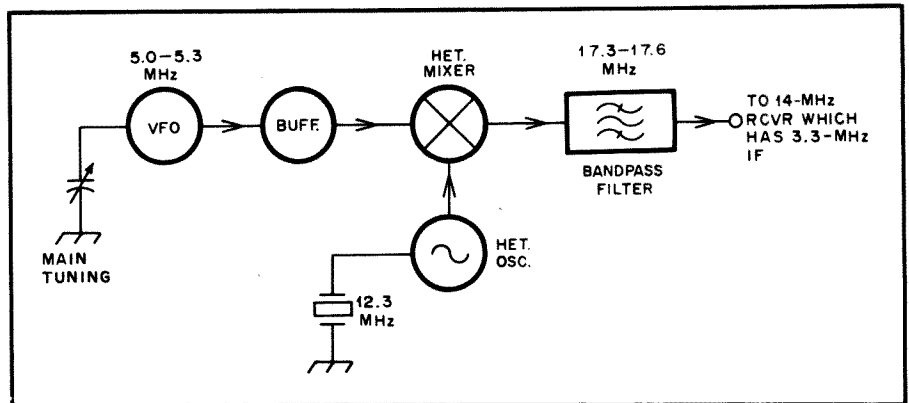 5.0–5.3
MHz
VFO
BUFF.
HET.
MIXER
17.3–17.6
MHz
TO 14-MHz
RCVR WHICH
HAS 3.3-MHz
IF
BANDPASS
FILTER
MAIN
TUNING
HET.
OSC.
12.3
MHz